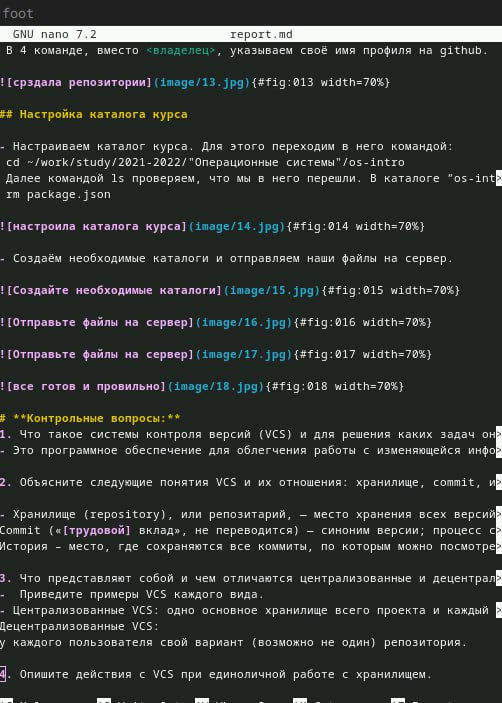 foot
GNU nano 7.2 report.md
В 4 команде, вместо <владелец>, указываем своё имя профиля на github.
![срздала репозитории](image/13.jpg){#fig:013 width=70%}
## Настройка каталога курса
- Настраиваем каталог курса. Для этого переходим в него командой:
cd ~/work/study/2021-2022/"Операционные системы"/os-intro
Далее командой ls проверяем, что мы в него перешли. В каталоге "os-int>
rm package.json
![настроила каталога курса](image/14.jpg){#fig:014 width=70%}
- Создаём необходимые каталоги и отправляем наши файлы на сервер.
![Создайте необходимые каталоги](image/15.jpg){#fig:015 width=70%}
![Отправьте файлы на сервер](image/16.jpg){#fig:016 width=70%}
![Отправьте файлы на сервер](image/17.jpg){#fig:017 width=70%}
![все готов и провильно](image/18.jpg){#fig:018 width=70%}
# **Контрольные вопросы:**
1. Что такое системы контроля версий (VCS) и для решения каких задач он>
- Это программное обеспечение для облегчения работы с изменяющейся инфо>
2. Объясните следующие понятия VCS и их отношения: хранилище, commit, и>
- Хранилище (repository), или репозитарий, – место хранения всех версий>
Commit («[трудовой] вклад», не переводится) – синоним версии; процесс с>
История – место, где сохраняются все коммиты, по которым можно посмотре>
3. Что представляют собой и чем отличаются централизованные и децентрал>
- Приведите примеры VCS каждого вида.
- Централизованные VCS: одно основное хранилище всего проекта и каждый >
Децентрализованные VCS:
у каждого пользователя свой вариант (возможно не один) репозитория.
4. Опишите действия с VCS при единоличной работе с хранилищем.